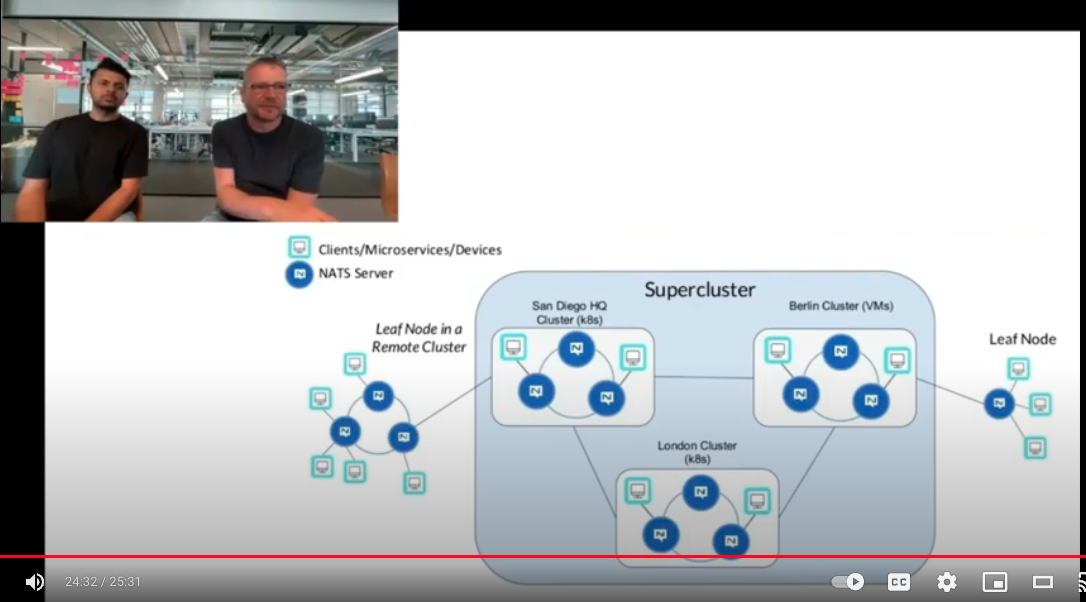 Clients/Microservices/Devices
NATS Server
Supercluster
San Diego HQ
Cluster (k8s)
Berlin Cluster (VMs)
Leaf Node in a
Remote Cluster
Leaf Node
London Cluster
(k8s)
24:32 / 25:31
CC